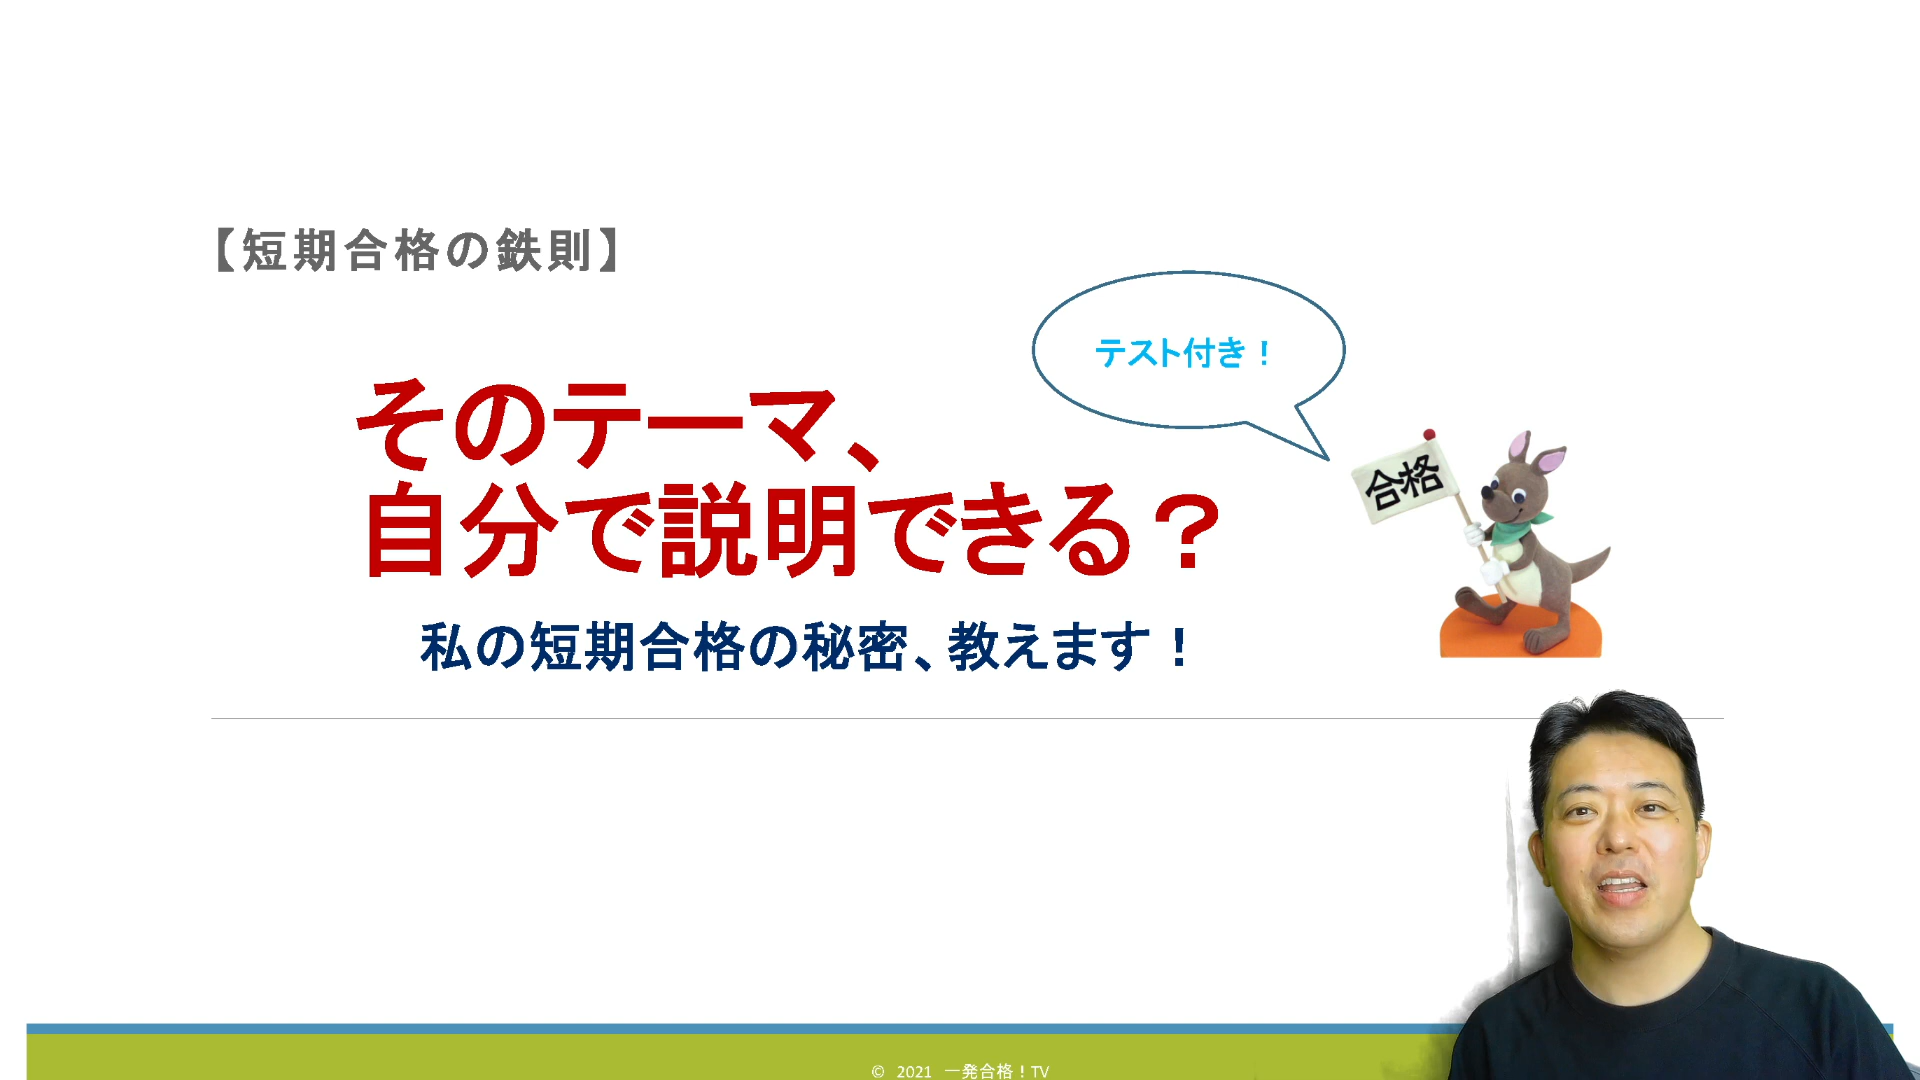 【短期合格の鉄則】
テスト付き！
そのテーマ、
自分で説明できる？
合格
私の短期合格の秘密、教えます！
© 2021 一発合格！TV